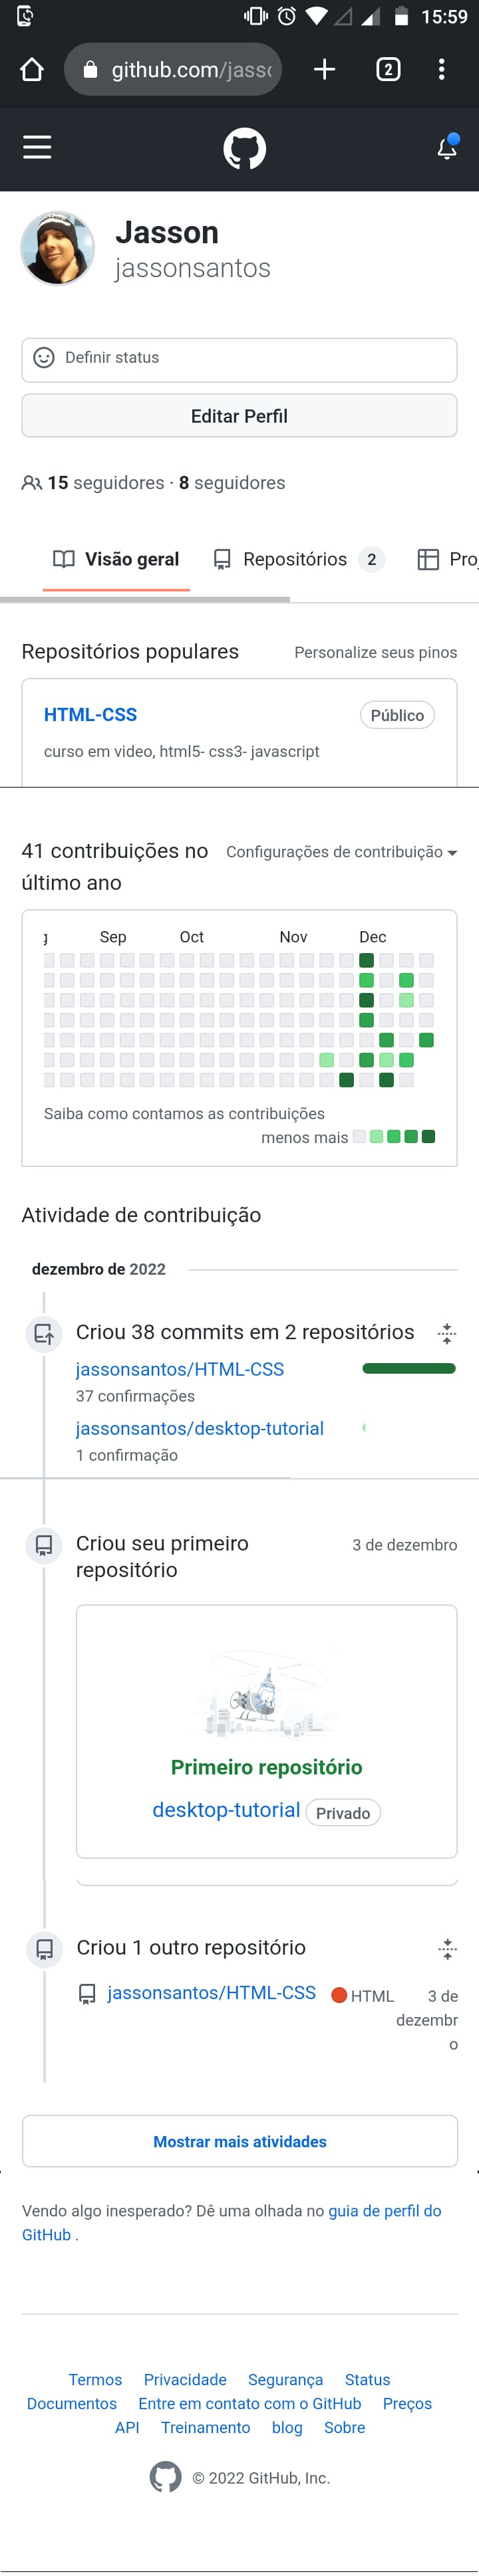 15:59
github.com/jasso
2
Jasson
jassonsantos
Definir status
Editar Perfil
15 seguidores · 8 seguidores
Visão geral Repositórios 2 Proj
Repositórios populares Personalize seus pinos
HTML-CSS Público
curso em video, html5- css3- javascript
41 contribuições no Configurações de contribuição
último ano
g Sep Oct Nov Dec
Saiba como contamos as contribuições
menos mais
Atividade de contribuição
dezembro de 2022
Criou 38 commits em 2 repositórios
jassonsantos/HTML-CSS
37 confirmações
jassonsantos/desktop-tutorial
1 confirmação
Criou seu primeiro 3 de dezembro
repositório
Primeiro repositório
desktop-tutorial Privado
Criou 1 outro repositório
jassonsantos/HTML-CSS HTML 3 de
dezembr
o
Mostrar mais atividades
Vendo algo inesperado? Dê uma olhada no guia de perfil do
GitHub .
Termos Privacidade Segurança Status
Documentos Entre em contato com o GitHub Preços
API Treinamento blog Sobre
© 2022 GitHub, Inc.